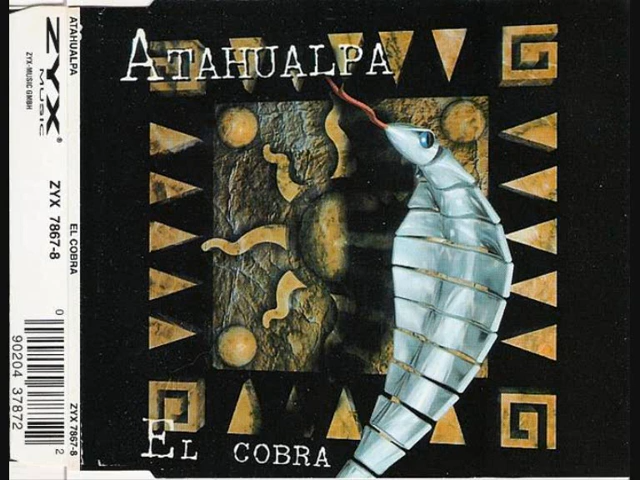 ATAHUALPA
EL COBRA
ATAHUALPA
EL COBRA
ZYX 7867-8
ZYX®
MUSIC
ZYX-MUSIC GMBH
ZYX 7867-8
0 90204 37872 2